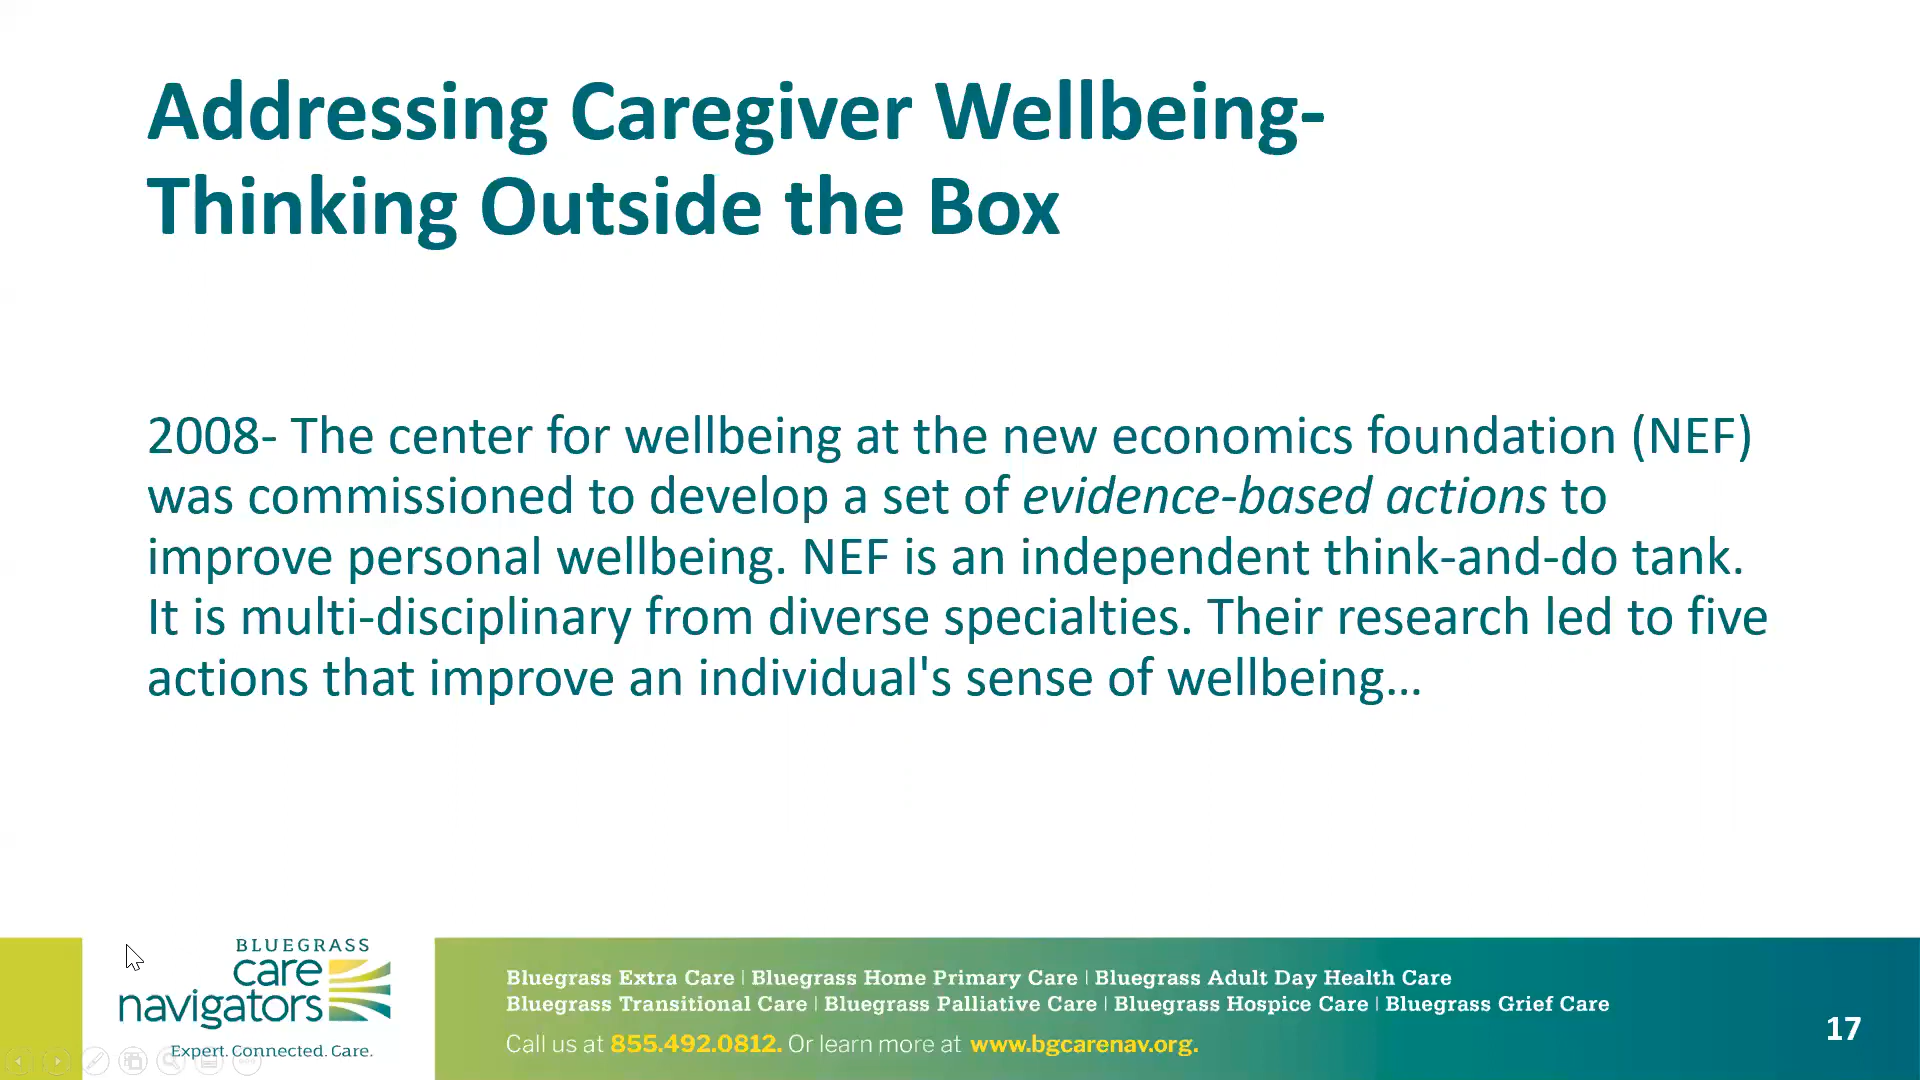 Addressing Caregiver Wellbeing-
Thinking Outside the Box
2008- The center for wellbeing at the new economics foundation (NEF)
was commissioned to develop a set of evidence-based actions to
improve personal wellbeing. NEF is an independent think-and-do tank.
It is multi-disciplinary from diverse specialties. Their research led to five
actions that improve an individual's sense of wellbeing…
BLUEGRASS
care
navigators
Expert. Connected. Care.
Bluegrass Extra Care | Bluegrass Home Primary Care | Bluegrass Adult Day Health Care
Bluegrass Transitional Care | Bluegrass Palliative Care | Bluegrass Hospice Care | Bluegrass Grief Care
Call us at 855.492.0812. Or learn more at www.bgcarenav.org.
17